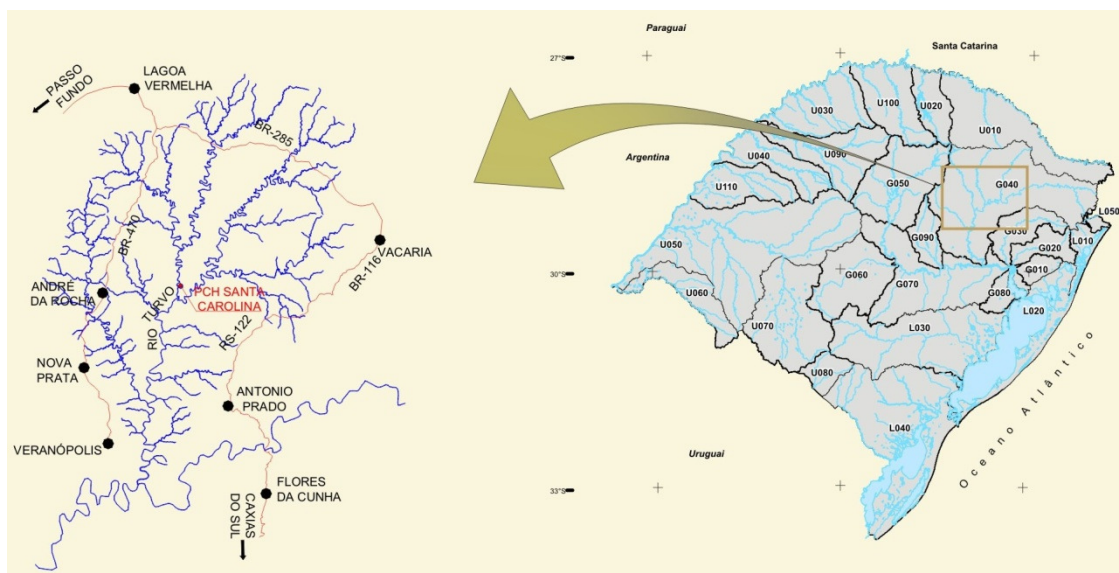 PASSO
FUNDO
LAGOA
VERMELHA
BR-285
BR-470
VACARIA
BR-116
ANDRÉ
DA ROCHA
RIO TURVO
PCH SANTA
CAROLINA
RS-122
NOVA
PRATA
ANTONIO
PRADO
VERANÓPOLIS
FLORES
DA CUNHA
CAXIAS
DO SUL
Paraguai
27°S
Santa Catarina
U030
U100
U020
U010
Argentina
U040
U090
U110
G050
G040
L050
U050
G090
G030
G020
L010
30°S
G060
G010
U060
G070
G080
L020
U070
L030
U080
L040
Uruguai
Oceano Atlântico
33°S